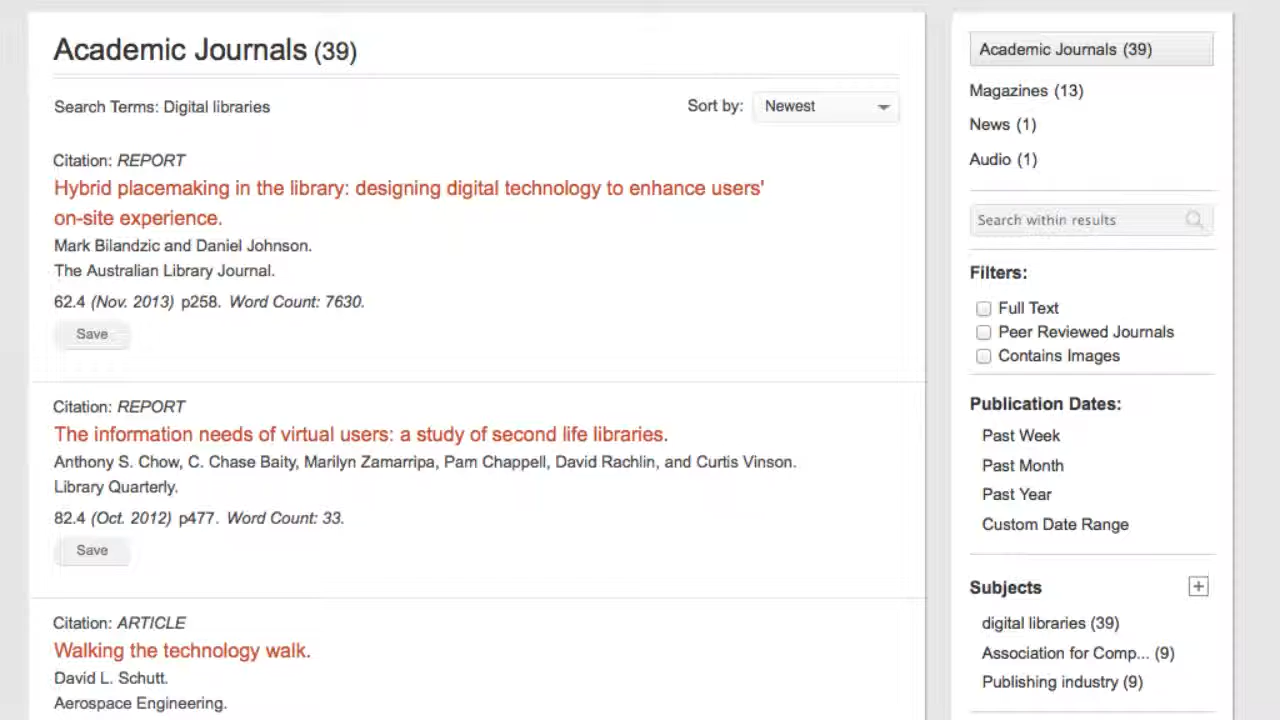 Academic Journals (39)
Search Terms: Digital libraries
Sort by: Newest
Citation: REPORT
Hybrid placemaking in the library: designing digital technology to enhance users'
on-site experience.
Mark Bilandzic and Daniel Johnson.
The Australian Library Journal.
62.4 (Nov. 2013) p258. Word Count: 7630.
Save
Citation: REPORT
The information needs of virtual users: a study of second life libraries.
Anthony S. Chow, C. Chase Baity, Marilyn Zamarripa, Pam Chappell, David Rachlin, and Curtis Vinson.
Library Quarterly.
82.4 (Oct. 2012) p477. Word Count: 33.
Save
Citation: ARTICLE
Walking the technology walk.
David L. Schutt.
Aerospace Engineering.
Academic Journals (39)
Magazines (13)
News (1)
Audio (1)
Search within results
Filters:
Full Text
Peer Reviewed Journals
Contains Images
Publication Dates:
Past Week
Past Month
Past Year
Custom Date Range
Subjects
digital libraries (39)
Association for Comp... (9)
Publishing industry (9)